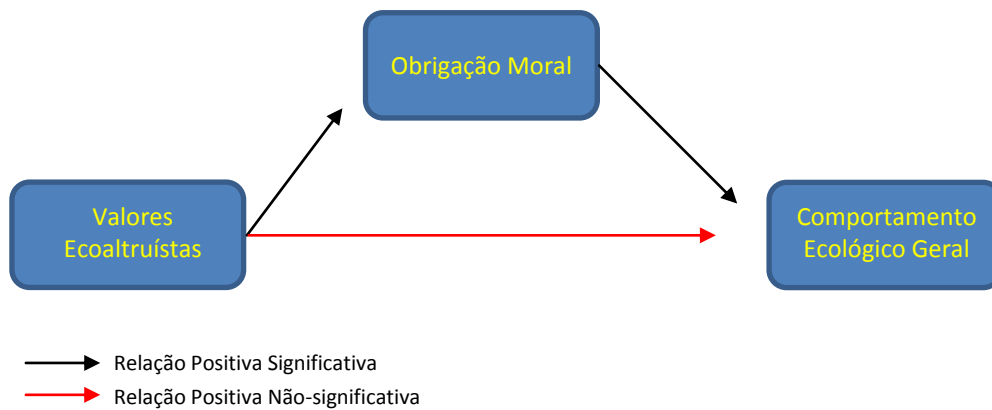 Obrigação Moral
Valores
Ecoaltruístas
Comportamento
Ecológico Geral
Relação Positiva Significativa
Relação Positiva Não-significativa